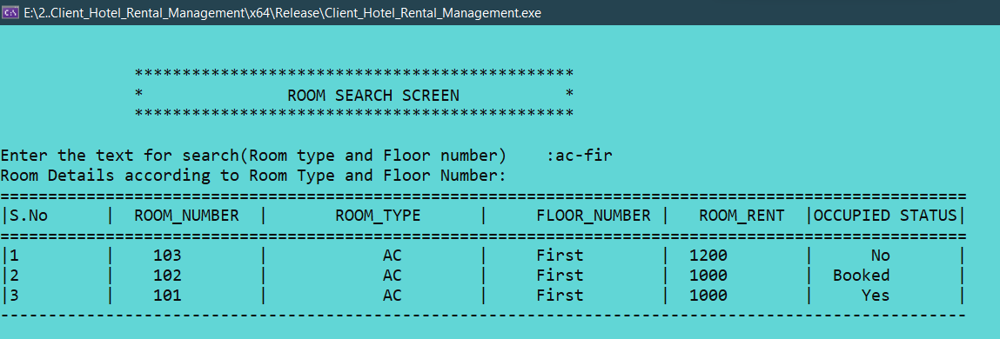 E:\2..Client_Hotel_Rental_Management\x64\Release\Client_Hotel_Rental_Management.exe
**********************************************
* ROOM SEARCH SCREEN *
**********************************************
Enter the text for search(Room type and Floor number) :ac-fir
Room Details according to Room Type and Floor Number:
=====================================================================================================
|S.No | ROOM_NUMBER | ROOM_TYPE | FLOOR_NUMBER | ROOM_RENT |OCCUPIED STATUS|
=====================================================================================================
|1 | 103 | AC | First | 1200 | No |
|2 | 102 | AC | First | 1000 | Booked |
|3 | 101 | AC | First | 1000 | Yes |
-----------------------------------------------------------------------------------------------------